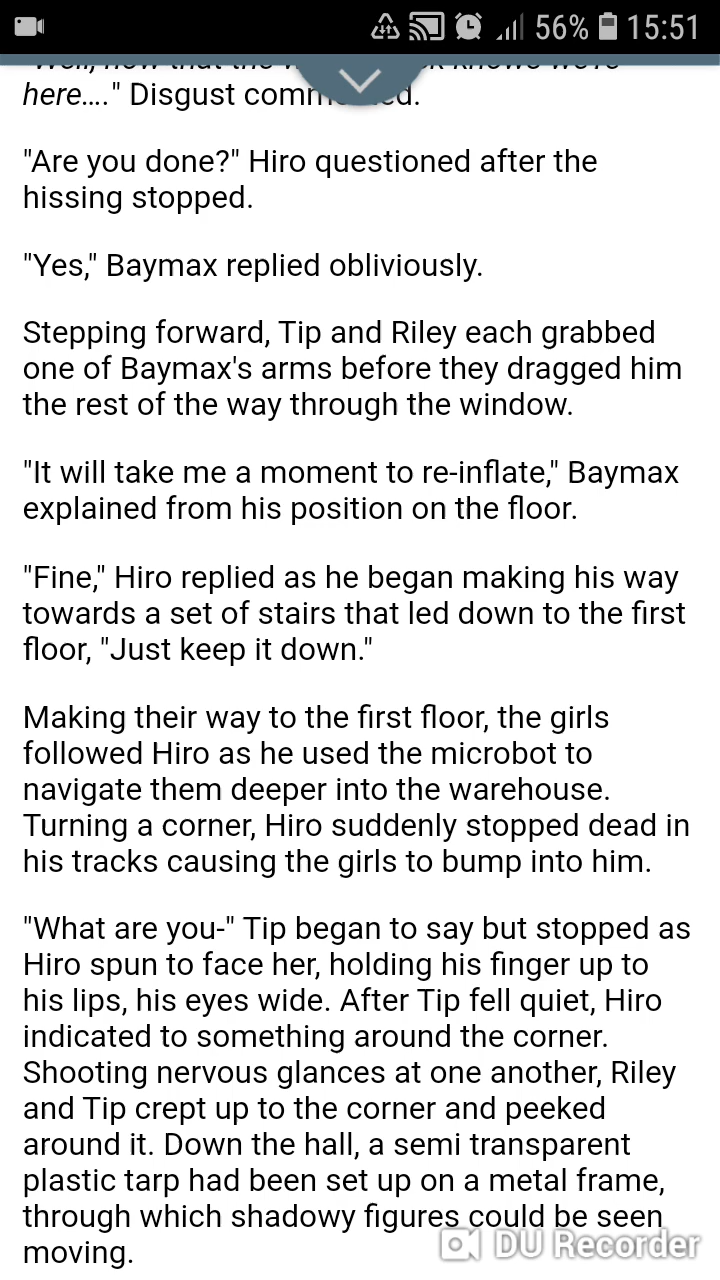 56% 15:51
here...." Disgust
"Are you done?" Hiro questioned after the
hissing stopped.
"Yes," Baymax replied obliviously.
Stepping forward, Tip and Riley each grabbed
one of Baymax's arms before they dragged him
the rest of the way through the window.
"It will take me a moment to re-inflate," Baymax
explained from his position on the floor.
"Fine," Hiro replied as he began making his way
towards a set of stairs that led down to the first
floor, "Just keep it down."
Making their way to the first floor, the girls
followed Hiro as he used the microbot to
navigate them deeper into the warehouse.
Turning a corner, Hiro suddenly stopped dead in
his tracks causing the girls to bump into him.
"What are you-" Tip began to say but stopped as
Hiro spun to face her, holding his finger up to
his lips, his eyes wide. After Tip fell quiet, Hiro
indicated to something around the corner.
Shooting nervous glances at one another, Riley
and Tip crept up to the corner and peeked
around it. Down the hall, a semi transparent
plastic tarp had been set up on a metal frame,
through which shadowy figures could be seen
moving.
DU Recorder